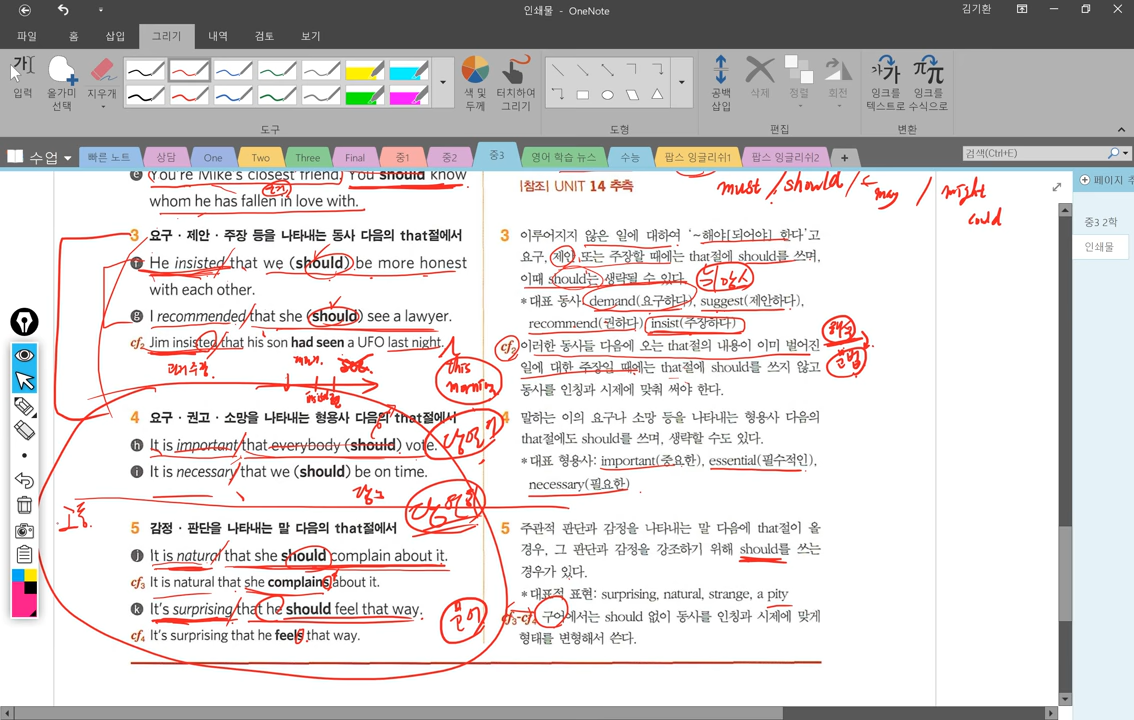 인쇄물 - OneNote
김기환
파일 홈 삽입 그리기 내역 검토 보기
입력
올가미 선택
지우개
색 및 두께
터치하여 그리기
공백 삽입
삭제
정렬
회전
잉크를 텍스트로
잉크를 수식으로
도구
도형
편집
변환
수업
빠른 노트 상담 One Two Three Final 중1 중2 중3 영어 학습 뉴스 수능 팝스 잉글리쉬1 팝스 잉글리쉬2 +
검색(Ctrl+E)
페이지 추
중3 2학
인쇄물
e You're Mike's closest friend. You should know
whom he has fallen in love with.
3 요구·제안·주장 등을 나타내는 동사 다음의 that절에서
f He insisted that we (should) be more honest
with each other.
g I recommended that she (should) see a lawyer.
cf2 Jim insisted that his son had seen a UFO last night.
this morning
4 요구·권고·소망을 나타내는 형용사 다음의 that절에서
h It is important that everybody (should) vote.
i It is necessary that we (should) be on time.
5 감정·판단을 나타내는 말 다음의 that절에서
j It is natural that she should complain about it.
cf3 It is natural that she complains about it.
k It's surprising that he should feel that way.
cf4 It's surprising that he feels that way.
|참조| UNIT 14 추측
must / should / may / might
could
3 이루어지지 않은 일에 대하여 '~해야[되어야] 한다'고
요구, 제안 또는 주장할 때에는 that절에 should를 쓰며,
이때 should는 생략될 수 있다.
* 대표 동사: demand(요구하다), suggest(제안하다),
recommend(권하다) insist(주장하다)
cf2 이러한 동사들 다음에 오는 that절의 내용이 이미 벌어진
일에 대한 주장일 때에는 that절에 should를 쓰지 않고
동사를 인칭과 시제에 맞춰 써야 한다.
4 말하는 이의 요구나 소망 등을 나타내는 형용사 다음의
that절에도 should를 쓰며, 생략할 수도 있다.
* 대표 형용사: important(중요한), essential(필수적인),
necessary(필요한)
5 주관적 판단과 감정을 나타내는 말 다음에 that절이 올
경우, 그 판단과 감정을 강조하기 위해 should를 쓰는
경우가 있다.
* 대표적 표현: surprising, natural, strange, a pity
cf3-cf4 구어에서는 should 없이 동사를 인칭과 시제에 맞게
형태를 변형해서 쓴다.